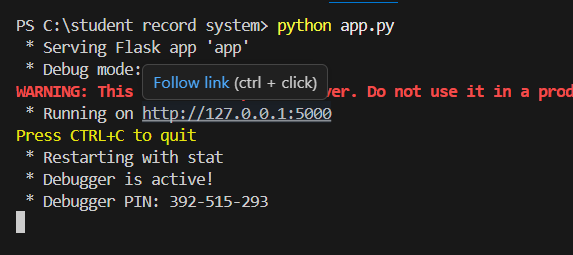 PS C:\student record system> python app.py
* Serving Flask app 'app'
* Debug mode:
Follow link (ctrl + click)
WARNING: This ver. Do not use it in a prod
* Running on http://127.0.0.1:5000
Press CTRL+C to quit
* Restarting with stat
* Debugger is active!
* Debugger PIN: 392-515-293